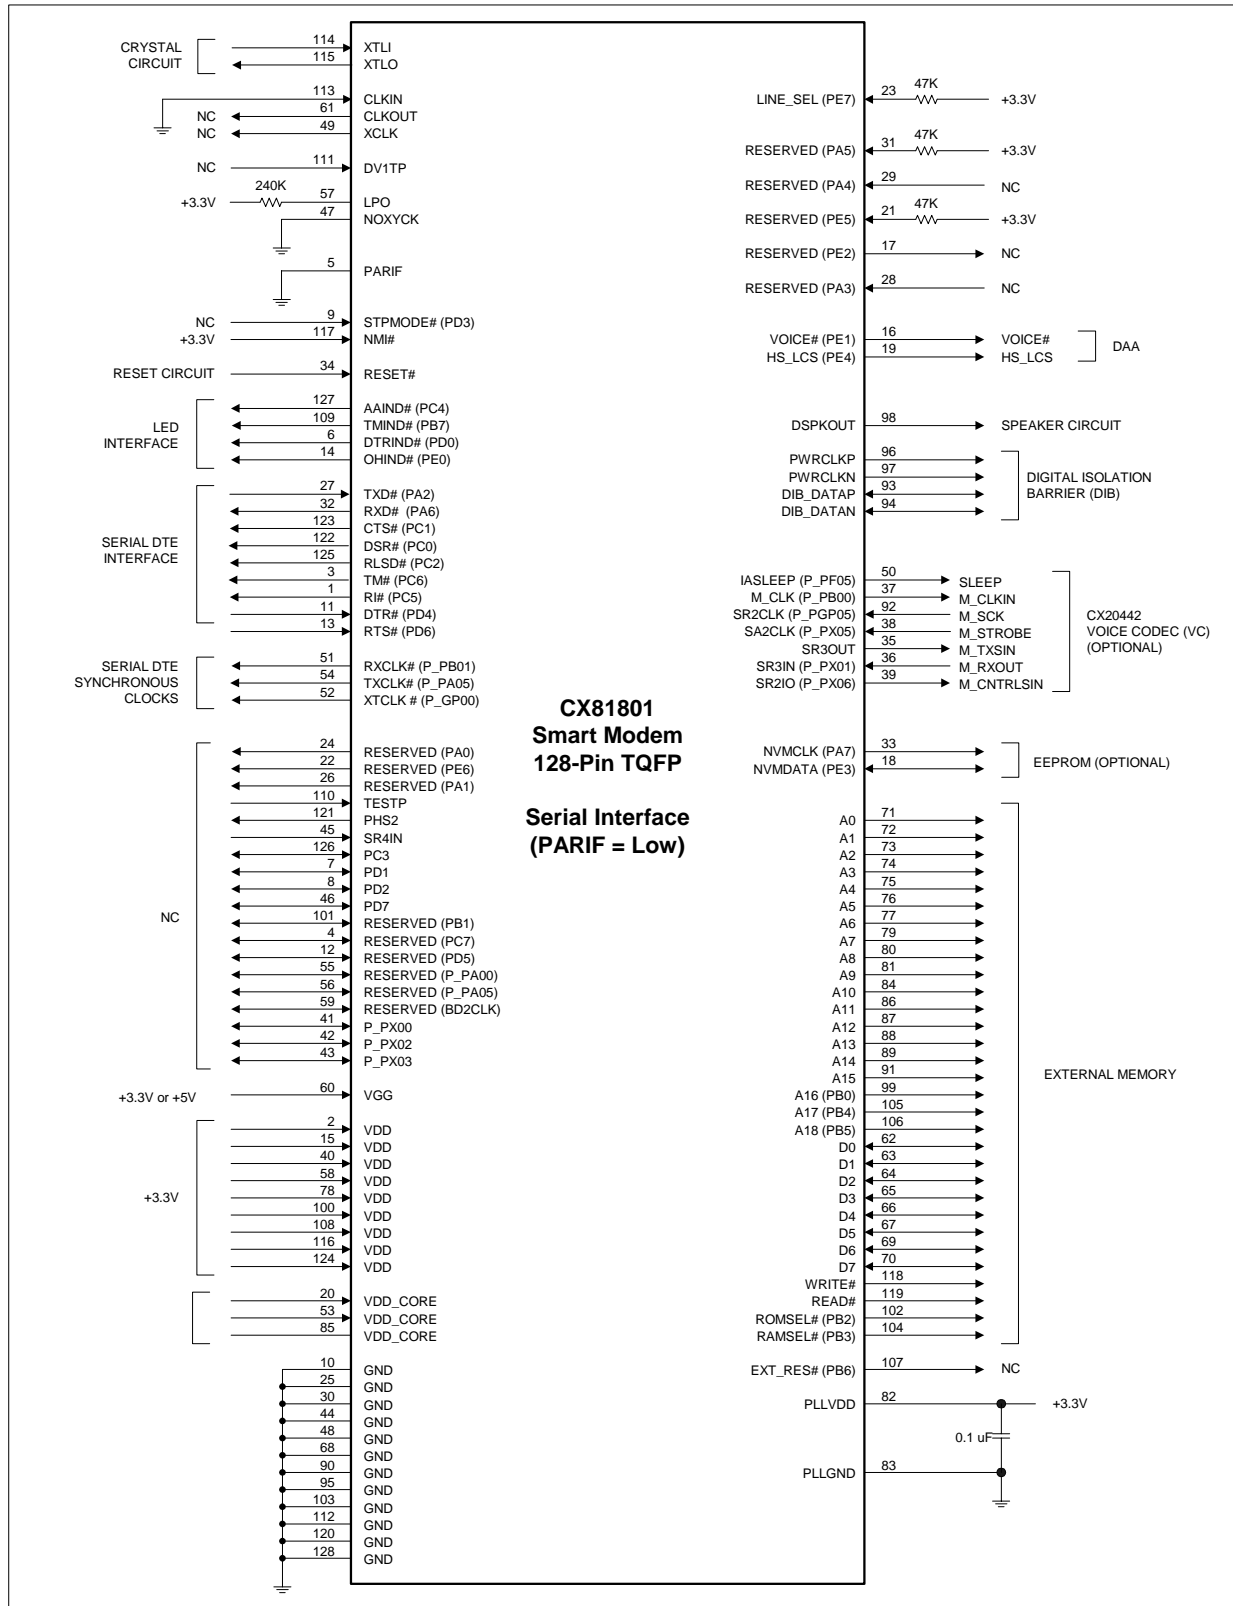 CRYSTAL
CIRCUIT
114 XTLI
115 XTLO
113 CLKIN
NC 61 CLKOUT
NC 49 XCLK
NC 111 DV1TP
+3.3V 240K 57 LPO
47 NOXYCK
5 PARIF
NC 9 STPMODE# (PD3)
+3.3V 117 NMI#
RESET CIRCUIT 34 RESET#
LED
INTERFACE
127 AAIND# (PC4)
109 TMIND# (PB7)
6 DTRIND# (PD0)
14 OHIND# (PE0)
SERIAL DTE
INTERFACE
27 TXD# (PA2)
32 RXD# (PA6)
123 CTS# (PC1)
122 DSR# (PC0)
125 RLSD# (PC2)
3 TM# (PC6)
1 RI# (PC5)
11 DTR# (PD4)
13 RTS# (PD6)
SERIAL DTE
SYNCHRONOUS
CLOCKS
51 RXCLK# (P_PB01)
54 TXCLK# (P_PA05)
52 XTCLK # (P_GP00)
NC
24 RESERVED (PA0)
22 RESERVED (PE6)
26 RESERVED (PA1)
110 TESTP
121 PHS2
45 SR4IN
126 PC3
7 PD1
8 PD2
46 PD7
101 RESERVED (PB1)
4 RESERVED (PC7)
12 RESERVED (PD5)
55 RESERVED (P_PA00)
56 RESERVED (P_PA05)
59 RESERVED (BD2CLK)
41 P_PX00
42 P_PX02
43 P_PX03
+3.3V or +5V 60 VGG
+3.3V
2 VDD
15 VDD
40 VDD
58 VDD
78 VDD
100 VDD
108 VDD
116 VDD
124 VDD
20 VDD_CORE
53 VDD_CORE
85 VDD_CORE
10 GND
25 GND
30 GND
44 GND
48 GND
68 GND
90 GND
95 GND
103 GND
112 GND
120 GND
128 GND
CX81801
Smart Modem
128-Pin TQFP
Serial Interface
(PARIF = Low)
LINE_SEL (PE7) 23 47K +3.3V
RESERVED (PA5) 31 47K +3.3V
RESERVED (PA4) 29 NC
RESERVED (PE5) 21 47K +3.3V
RESERVED (PE2) 17 NC
RESERVED (PA3) 28 NC
VOICE# (PE1) 16 VOICE#
HS_LCS (PE4) 19 HS_LCS
DAA
DSPKOUT 98 SPEAKER CIRCUIT
PWRCLKP 96
PWRCLKN 97
DIB_DATAP 93
DIB_DATAN 94
DIGITAL ISOLATION
BARRIER (DIB)
IASLEEP (P_PF05) 50 SLEEP
M_CLK (P_PB00) 37 M_CLKIN
SR2CLK (P_PGP05) 92 M_SCK
SA2CLK (P_PX05) 38 M_STROBE
SR3OUT 35 M_TXSIN
SR3IN (P_PX01) 36 M_RXOUT
SR2IO (P_PX06) 39 M_CNTRLSIN
CX20442
VOICE CODEC (VC)
(OPTIONAL)
NVMCLK (PA7) 33
NVMDATA (PE3) 18
EEPROM (OPTIONAL)
A0 71
A1 72
A2 73
A3 74
A4 75
A5 76
A6 77
A7 79
A8 80
A9 81
A10 84
A11 86
A12 87
A13 88
A14 89
A15 91
A16 (PB0) 99
A17 (PB4) 105
A18 (PB5) 106
D0 62
D1 63
D2 64
D3 65
D4 66
D5 67
D6 69
D7 70
WRITE# 118
READ# 119
ROMSEL# (PB2) 102
RAMSEL# (PB3) 104
EXTERNAL MEMORY
EXT_RES# (PB6) 107 NC
PLLVDD 82 +3.3V
0.1 uF
PLLGND 83